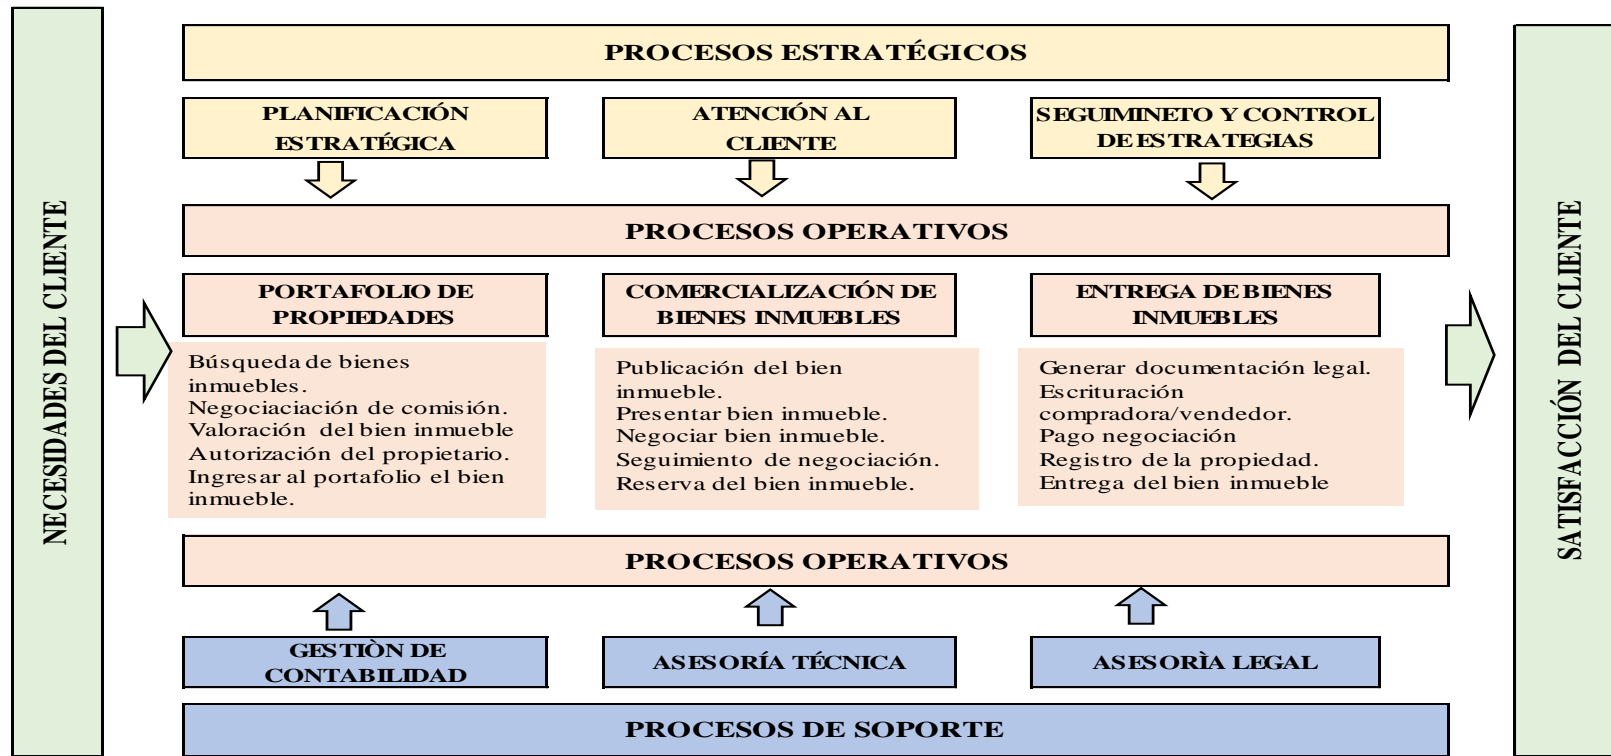 NECESIDADES DEL CLIENTE
PROCESOS ESTRATÉGICOS
PLANIFICACIÓN
ESTRATÉGICA
ATENCIÓN AL
CLIENTE
SEGUIMINETO Y CONTROL
DE ESTRATEGIAS
PROCESOS OPERATIVOS
PORTAFOLIO DE
PROPIEDADES
Búsqueda de bienes
inmuebles.
Negociaciación de comisión.
Valoración del bien inmueble
Autorización del propietario.
Ingresar al portafolio el bien
inmueble.
COMERCIALIZACIÓN DE
BIENES INMUEBLES
Publicación del bien
inmueble.
Presentar bien inmueble.
Negociar bien inmueble.
Seguimiento de negociación.
Reserva del bien inmueble.
ENTREGA DE BIENES
INMUEBLES
Generar documentación legal.
Escrituración
compradora/vendedor.
Pago negociación
Registro de la propiedad.
Entrega del bien inmueble
PROCESOS OPERATIVOS
GESTIÒN DE
CONTABILIDAD
ASESORÍA TÉCNICA
ASESORÌA LEGAL
PROCESOS DE SOPORTE
SATISFACCIÓN DEL CLIENTE